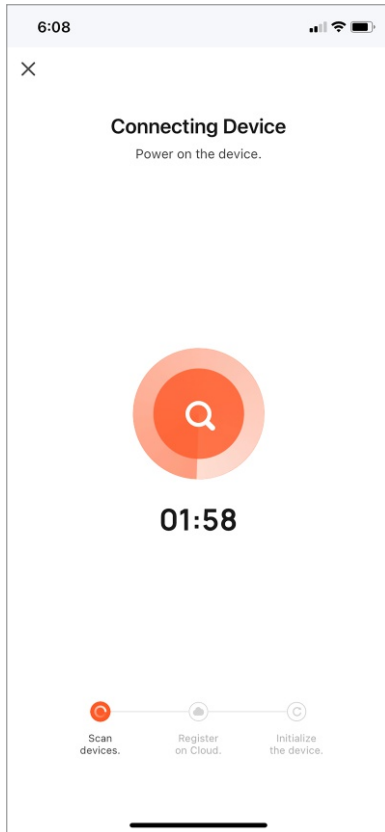 6:08
Connecting Device
Power on the device.
01:58
Scan
devices.
Register
on Cloud.
Initialize
the device.